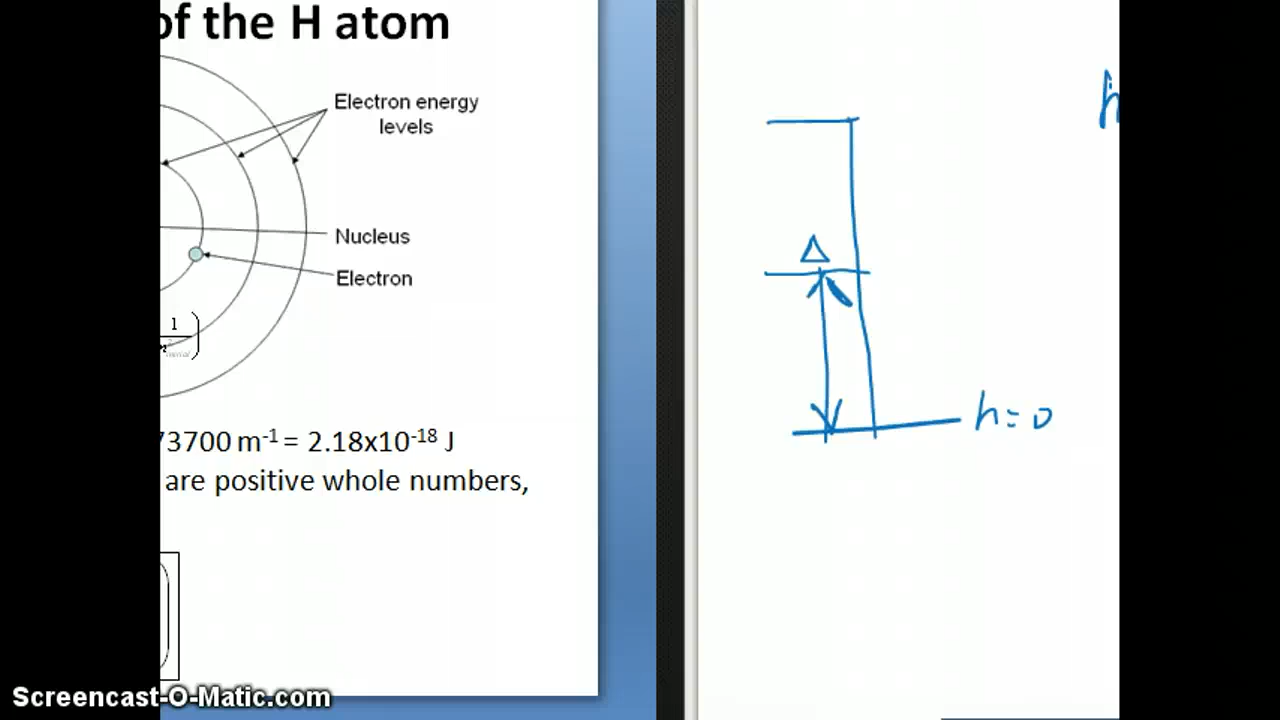 of the H atom
Electron energy
levels
Nucleus
Electron
1
73700 m⁻¹ = 2.18x10⁻¹⁸ J
are positive whole numbers,
Δ
h = 0
h
Screencast-O-Matic.com